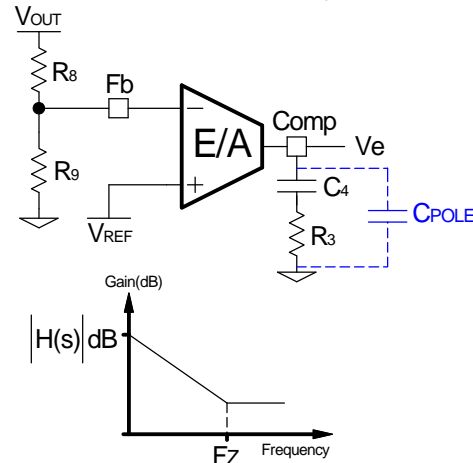 VOUT
R8
Fb
R9
E/A
−
+
VREF
Comp
Ve
C4
R3
CPOLE
Gain(dB)
|H(s)| dB
FZ
Frequency